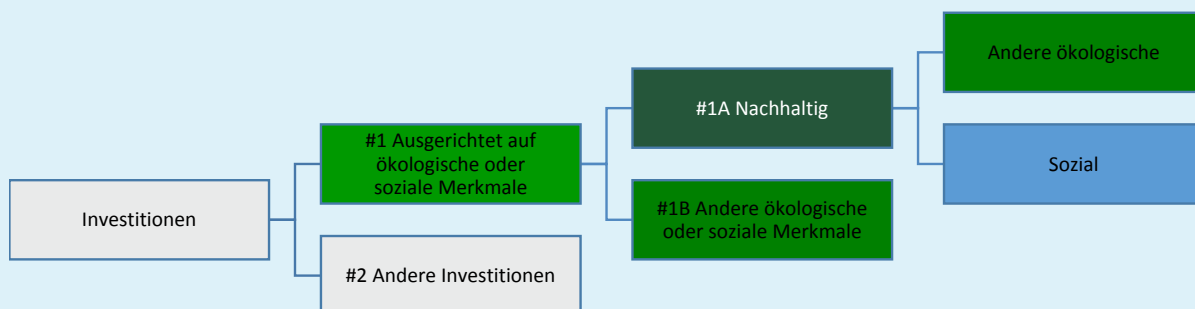 Investitionen
#1 Ausgerichtet auf
ökologische oder
soziale Merkmale
#2 Andere Investitionen
#1A Nachhaltig
#1B Andere ökologische
oder soziale Merkmale
Andere ökologische
Sozial